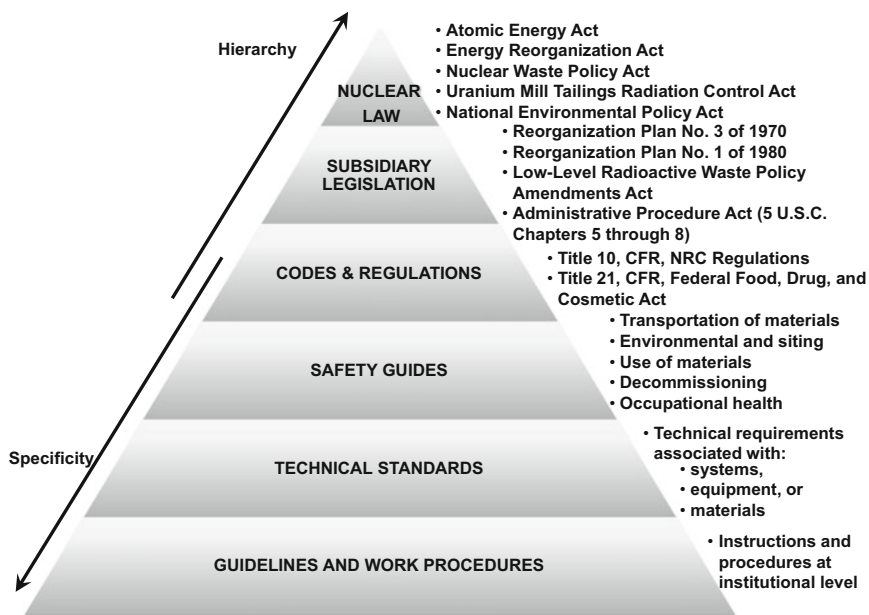 Hierarchy
• Atomic Energy Act
• Energy Reorganization Act
• Nuclear Waste Policy Act
• Uranium Mill Tailings Radiation Control Act
• National Environmental Policy Act
NUCLEAR
LAW
• Reorganization Plan No. 3 of 1970
• Reorganization Plan No. 1 of 1980
• Low-Level Radioactive Waste Policy
Amendments Act
• Administrative Procedure Act (5 U.S.C.
Chapters 5 through 8)
SUBSIDIARY
LEGISLATION
• Title 10, CFR, NRC Regulations
• Title 21, CFR, Federal Food, Drug, and
Cosmetic Act
CODES & REGULATIONS
• Transportation of materials
• Environmental and siting
• Use of materials
• Decommissioning
• Occupational health
SAFETY GUIDES
Specificity
• Technical requirements
associated with:
• systems,
• equipment, or
• materials
TECHNICAL STANDARDS
• Instructions and
procedures at
institutional level
GUIDELINES AND WORK PROCEDURES